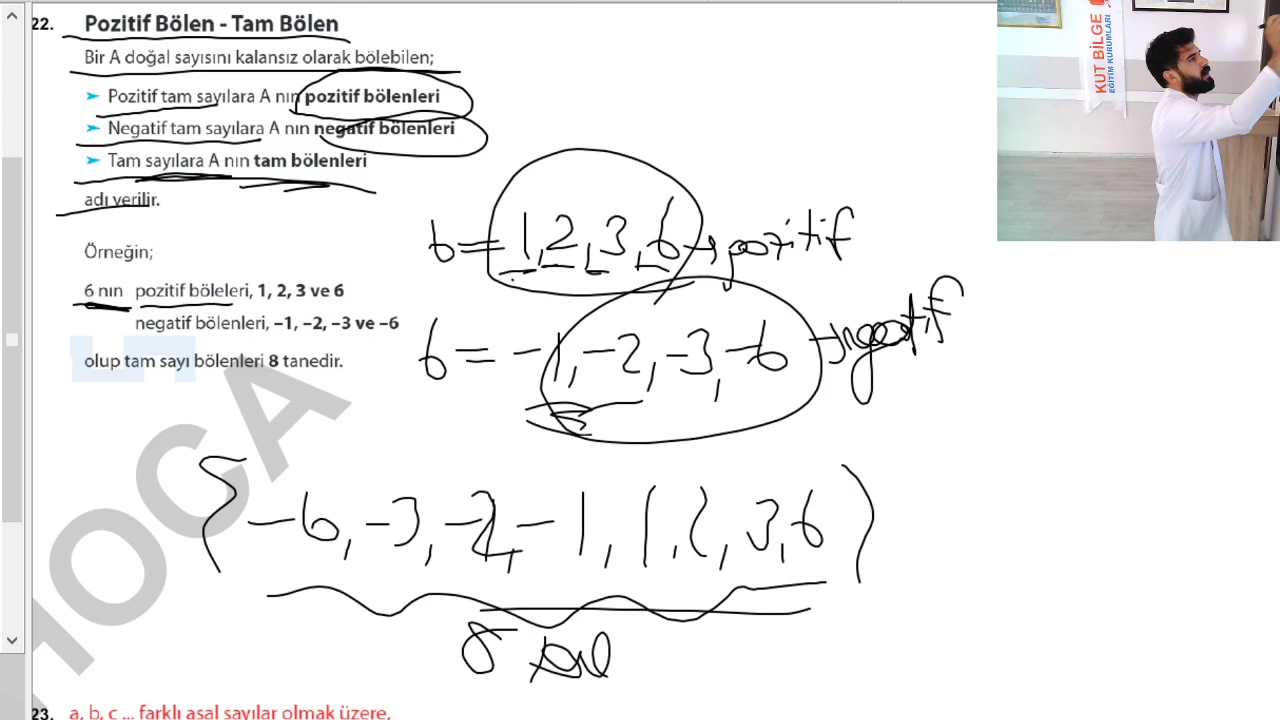 22. Pozitif Bölen - Tam Bölen
Bir A doğal sayısını kalansız olarak bölebilen;
➤ Pozitif tam sayılara A nın pozitif bölenleri
➤ Negatif tam sayılara A nın negatif bölenleri
➤ Tam sayılara A nın tam bölenleri
adı verilir.
Örneğin;
6 nın pozitif böleleri, 1, 2, 3 ve 6
negatif bölenleri, –1, –2, –3 ve –6
olup tam sayı bölenleri 8 tanedir.
6 = 1, 2, 3, 6 → pozitif
6 = -1, -2, -3, -6 → negatif
{ -6, -3, -2, -1, 1, 2, 3, 6 }
8
HOCA
23. a, b, c ... farklı asal sayılar olmak üzere,
KUT BİLGE
EĞİTİM KURUMLARI